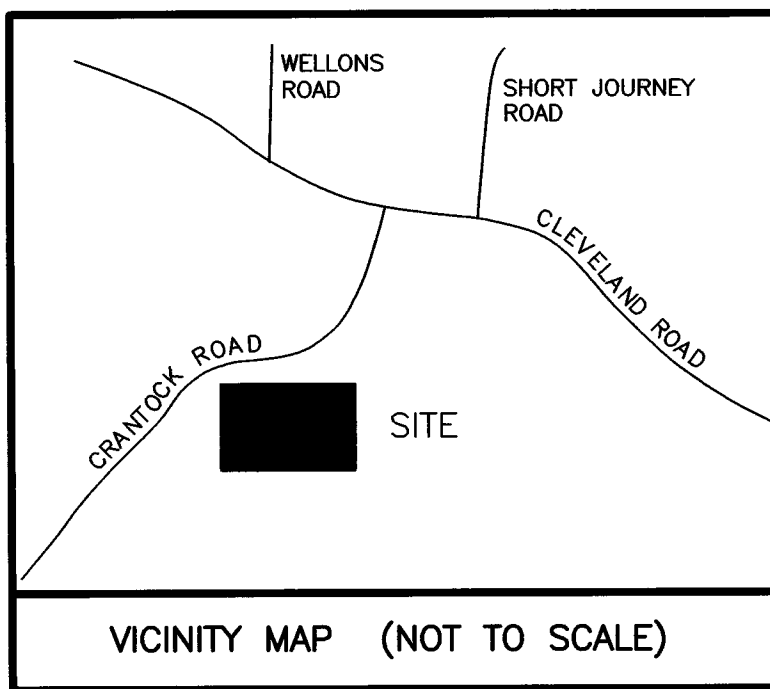 WELLONS
ROAD
SHORT JOURNEY
ROAD
CLEVELAND ROAD
CRANTOCK ROAD
SITE
VICINITY MAP (NOT TO SCALE)